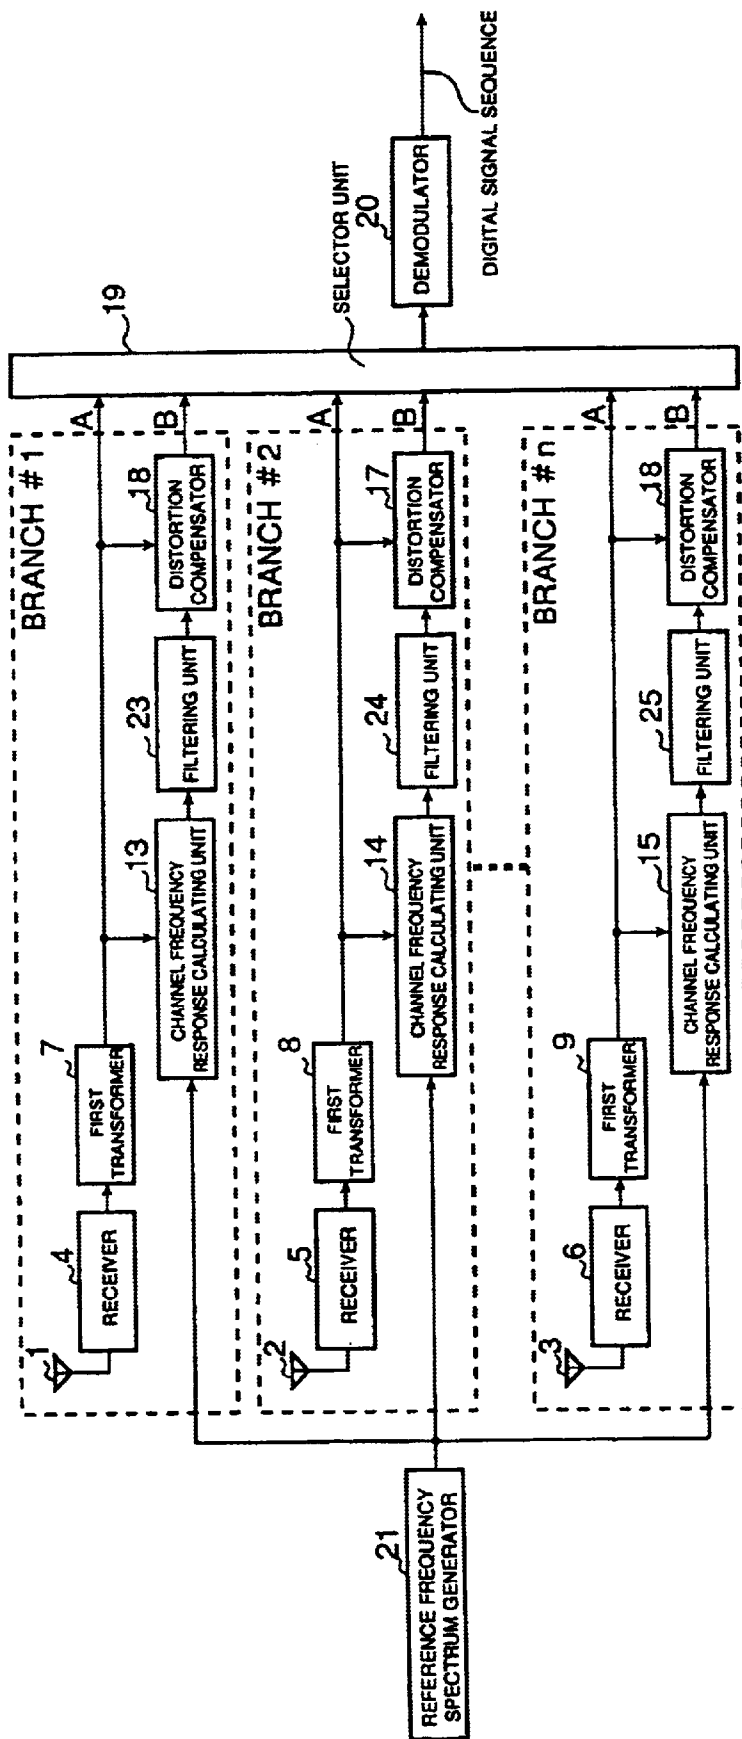 BRANCH #1
1
4
RECEIVER
7
FIRST
TRANSFORMER
13
CHANNEL FREQUENCY
RESPONSE CALCULATING UNIT
23
FILTERING UNIT
18
DISTORTION
COMPENSATOR
A
B
BRANCH #2
2
5
RECEIVER
8
FIRST
TRANSFORMER
14
CHANNEL FREQUENCY
RESPONSE CALCULATING UNIT
24
FILTERING UNIT
17
DISTORTION
COMPENSATOR
A
B
BRANCH #n
3
6
RECEIVER
9
FIRST
TRANSFORMER
15
CHANNEL FREQUENCY
RESPONSE CALCULATING UNIT
25
FILTERING UNIT
18
DISTORTION
COMPENSATOR
A
B
21
REFERENCE FREQUENCY
SPECTRUM GENERATOR
19
SELECTOR UNIT
20
DEMODULATOR
DIGITAL SIGNAL SEQUENCE